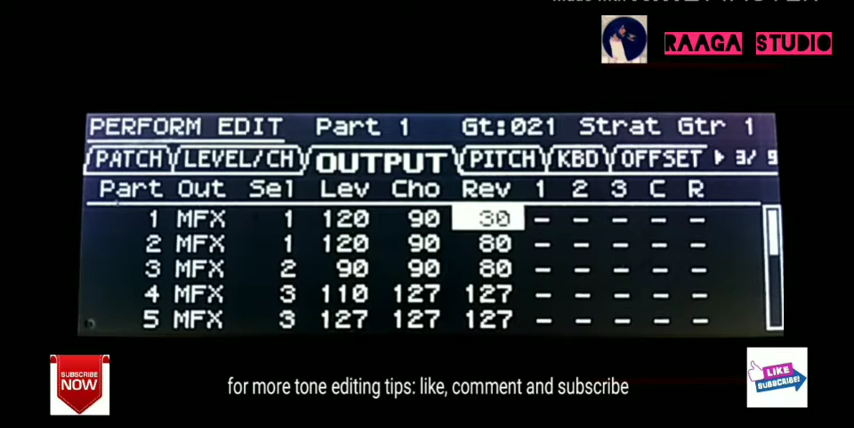 RAAGA STUDIO
PERFORM EDIT Part 1 Gt:021 Strat Gtr 1
PATCH LEVEL/CH OUTPUT PITCH KBD OFFSET ▶ 3/
Part Out Sel Lev Cho Rev 1 2 3 C R
1 MFX 1 120 90 30 - - - - -
2 MFX 1 120 90 80 - - - - -
3 MFX 2 90 90 80 - - - - -
4 MFX 3 110 127 127 - - - - -
5 MFX 3 127 127 127 - - - - -
SUBSCRIBE
NOW
LIKE
SUBSCRIBE!
for more tone editing tips: like, comment and subscribe